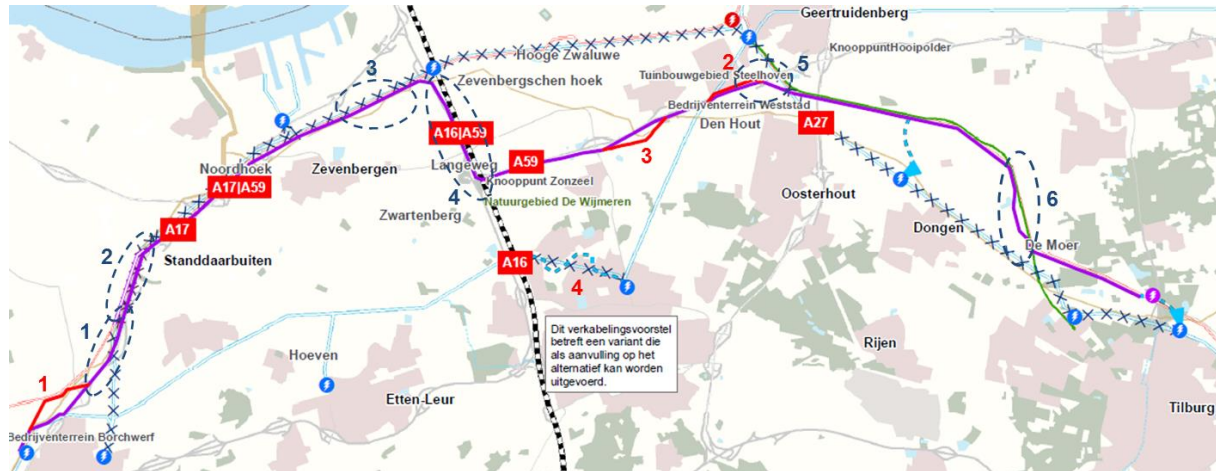 Geertruidenberg
Knooppunt Hooipolder
Hooge Zwaluwe
2
5
3
Zevenbergschen hoek
Tuinbouwgebied Steelhoven
Bedrijventerrein Weststad
A27
Den Hout
A16|A59
3
A59
Langeweg
Knooppunt Zonzeel
Noordhoek
Zevenbergen
A17|A59
4
Natuurgebied De Wijmeren
Oosterhout
6
Zwartenberg
Dongen
A17
2
De Moer
Standdaarbuiten
A16
4
1
Dit verkabelingsvoorstel
betreft een variant die
als aanvulling op het
alternatief kan worden
uitgevoerd.
Rijen
Hoeven
1
Etten-Leur
Tilburg
Bedrijventerrein Borchwerf